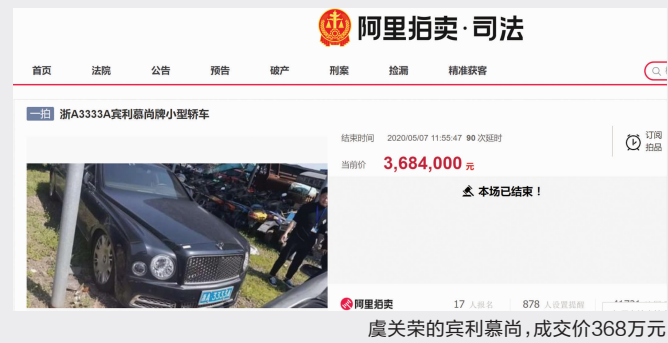 阿里拍卖·司法
首页 法院 公告 预告 破产 刑案 捡漏 精准获客
一拍 浙A3333A宾利慕尚牌小型轿车
结束时间 2020/05/07 11:55:47 90 次延时
订阅
拍品
当前价 3,684,000 元
本场已结束！
阿里拍卖 17 人报名 878 人设置提醒
虞关荣的宾利慕尚,成交价368万元